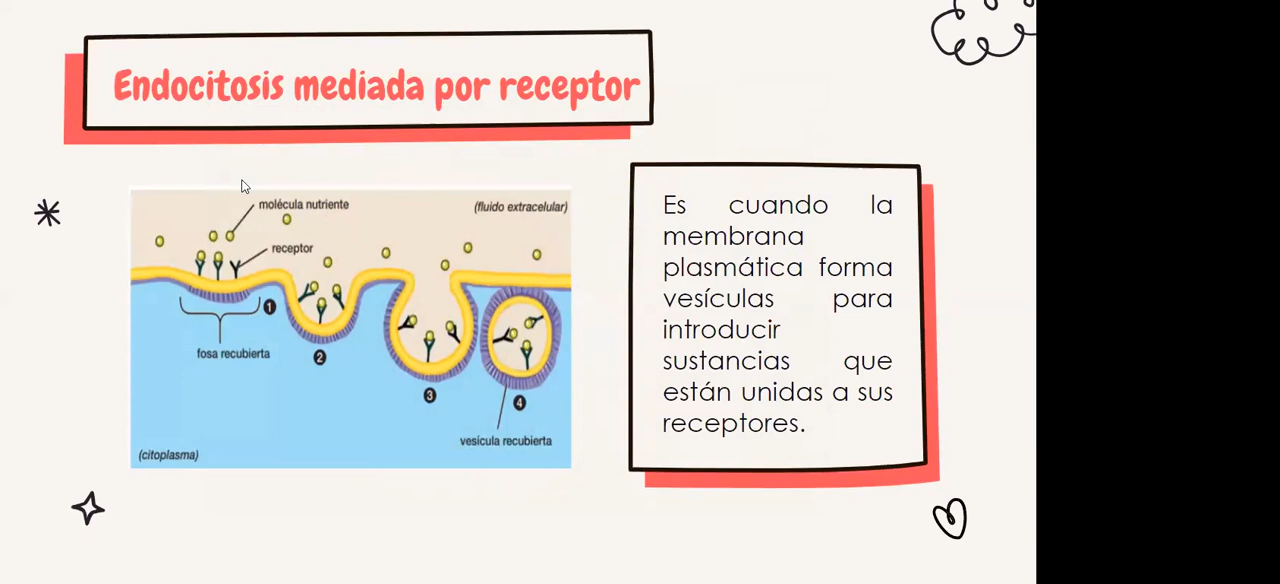 Endocitosis mediada por receptor
molécula nutriente
(fluido extracelular)
receptor
1
fosa recubierta
2
3
4
vesícula recubierta
(citoplasma)
Es cuando la
membrana
plasmática forma
vesículas para
introducir
sustancias que
están unidas a sus
receptores.